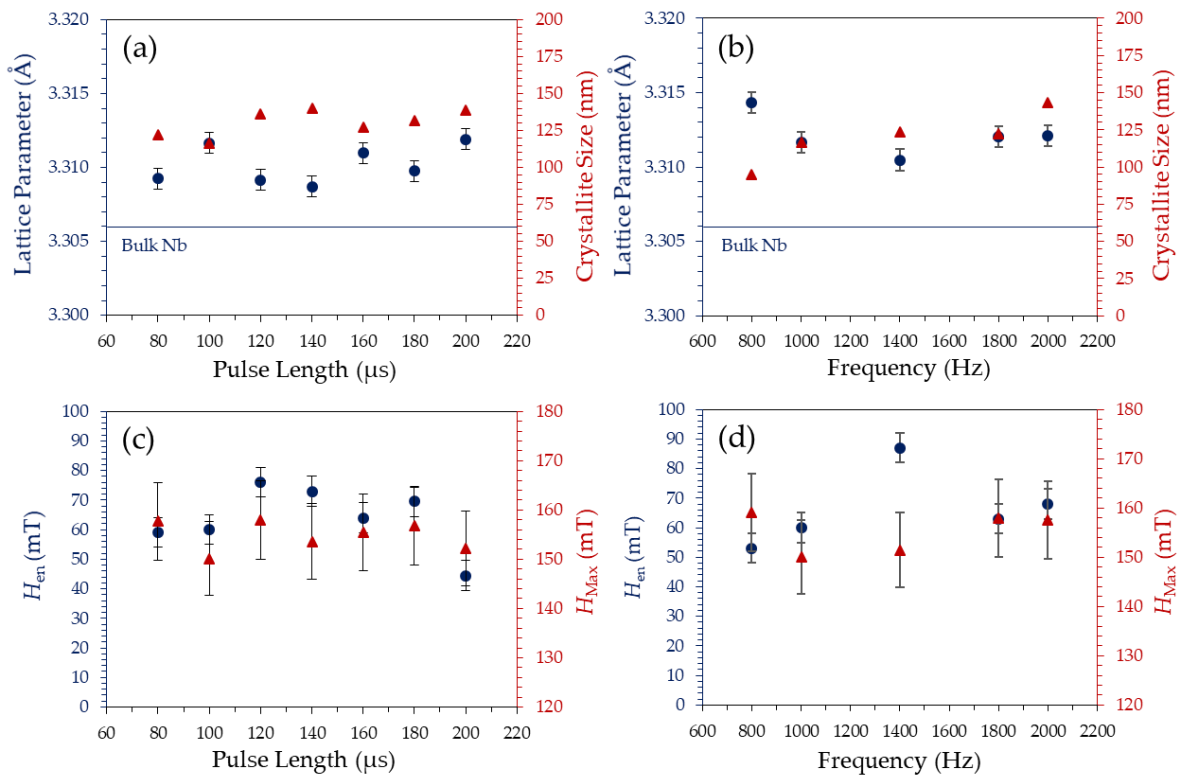 (a)
Lattice Parameter (Å)
3.320
3.315
3.310
3.305
3.300
Bulk Nb
200
175
150
125
100
75
50
25
0
Crystallite Size (nm)
60 80 100 120 140 160 180 200 220
Pulse Length (µs)
(b)
Lattice Parameter (Å)
3.320
3.315
3.310
3.305
3.300
Bulk Nb
200
175
150
125
100
75
50
25
0
Crystallite Size (nm)
600 800 1000 1200 1400 1600 1800 2000 2200
Frequency (Hz)
(c)
Hen (mT)
100
90
80
70
60
50
40
30
20
10
0
180
170
160
150
140
130
120
HMax (mT)
60 80 100 120 140 160 180 200 220
Pulse Length (µs)
(d)
Hen (mT)
100
90
80
70
60
50
40
30
20
10
0
180
170
160
150
140
130
120
HMax (mT)
600 800 1000 1200 1400 1600 1800 2000 2200
Frequency (Hz)